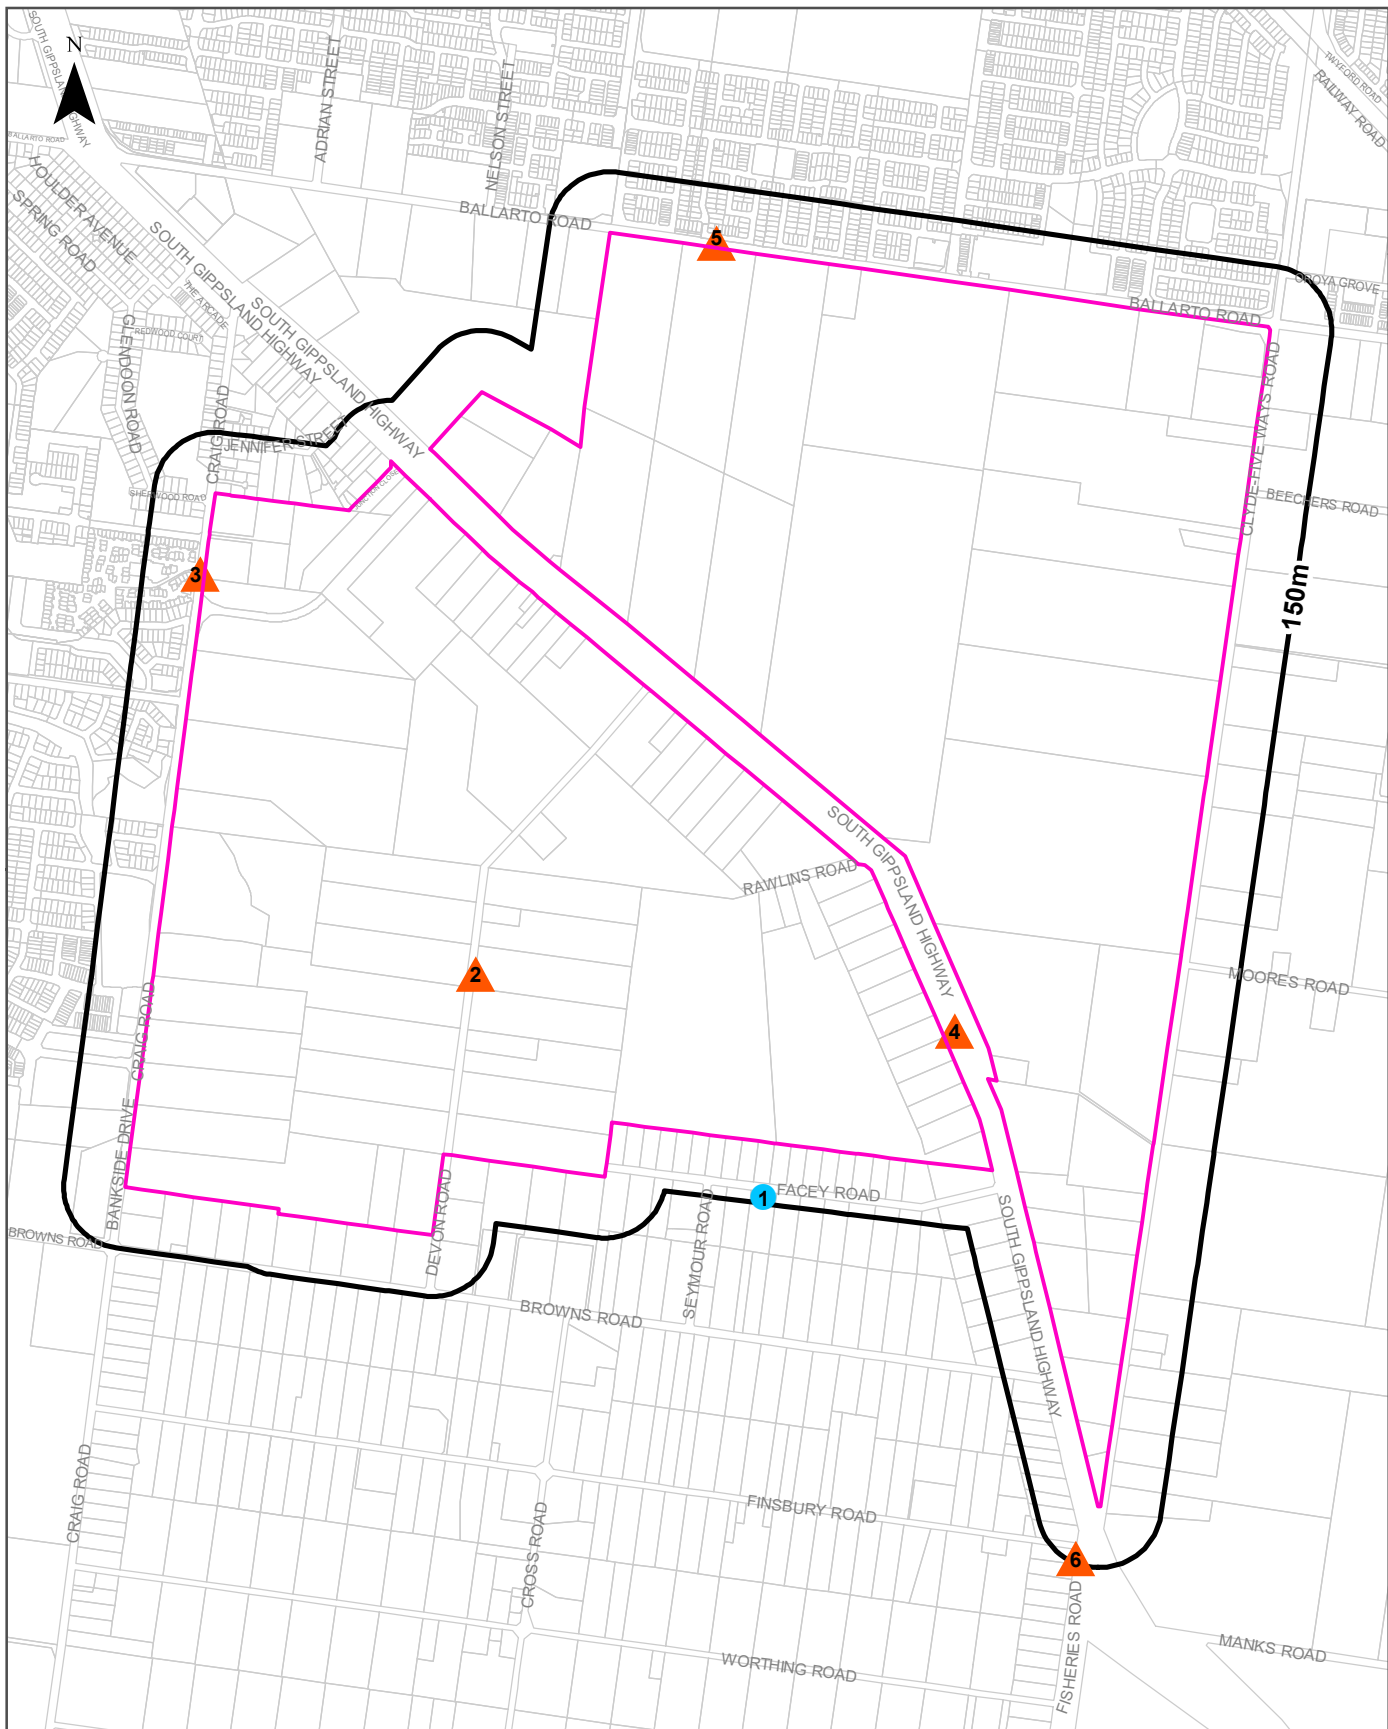 SOUTH GIPPSLAND HIGHWAY
N
BALLARTO ROAD
ADRIAN STREET
NELSON STREET
TWYFORD ROAD
RAILWAY ROAD
HOULDER AVENUE
SPRING ROAD
SOUTH GIPPSLAND HIGHWAY
BALLARTO ROAD
5
OROYA GROVE
BALLARTO ROAD
THE ARCADE
SOUTH GIPPSLAND HIGHWAY
REDWOOD COURT
GLENDOON ROAD
CRAIG ROAD
JENNIFER STREET
CLYDE-FIVE WAYS ROAD
SHERWOOD ROAD
JUNCTION CLOSE
BEECHERS ROAD
3
150m
SOUTH GIPPSLAND HIGHWAY
RAWLINS ROAD
2
MOORES ROAD
4
CRAIG ROAD
BANKSIDE DRIVE
DEVON ROAD
SEYMOUR ROAD
1
FACEY ROAD
SOUTH GIPPSLAND HIGHWAY
BROWNS ROAD
BROWNS ROAD
CRAIG ROAD
CROSS ROAD
FINSBURY ROAD
6
FISHERIES ROAD
WORTHING ROAD
MANKS ROAD